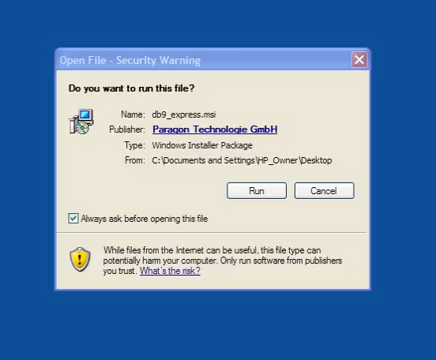 Open File - Security Warning
Do you want to run this file?
Name: db9_express.msi
Publisher: Paragon Technologie GmbH
Type: Windows Installer Package
From: C:\Documents and Settings\HP_Owner\Desktop
Run Cancel
Always ask before opening this file
While files from the Internet can be useful, this file type can
potentially harm your computer. Only run software from publishers
you trust. What's the risk?